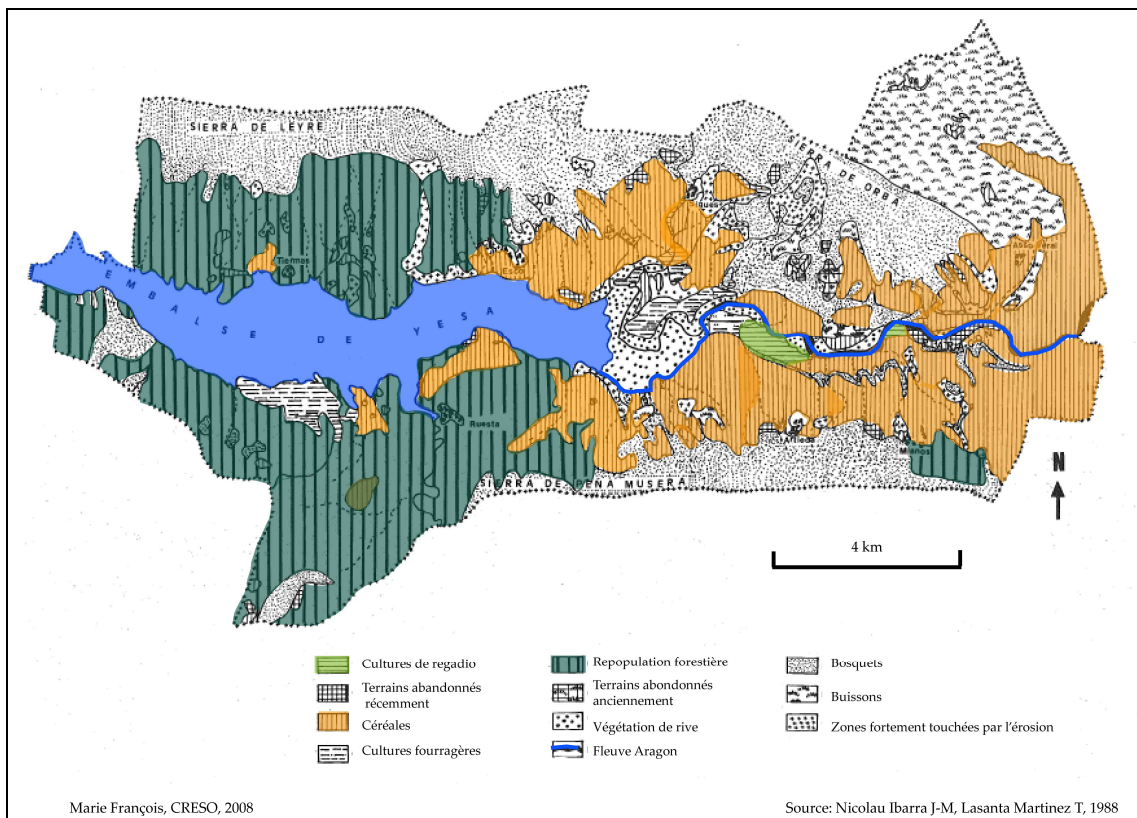 SIERRA DE LEYRE
SIERRA DE ORBA
Tiermas
EMBALSE DE YESA
Ruesta
Mianos
SIERRA DE PEÑA MUSERA
N
4 km
Cultures de regadio
Terrains abandonnés
récemment
Céréales
Cultures fourragères
Repopulation forestière
Terrains abondonnés
anciennement
Végétation de rive
Fleuve Aragon
Bosquets
Buissons
Zones fortement touchées par l'érosion
Marie François, CRESO, 2008
Source: Nicolau Ibarra J-M, Lasanta Martinez T, 1988